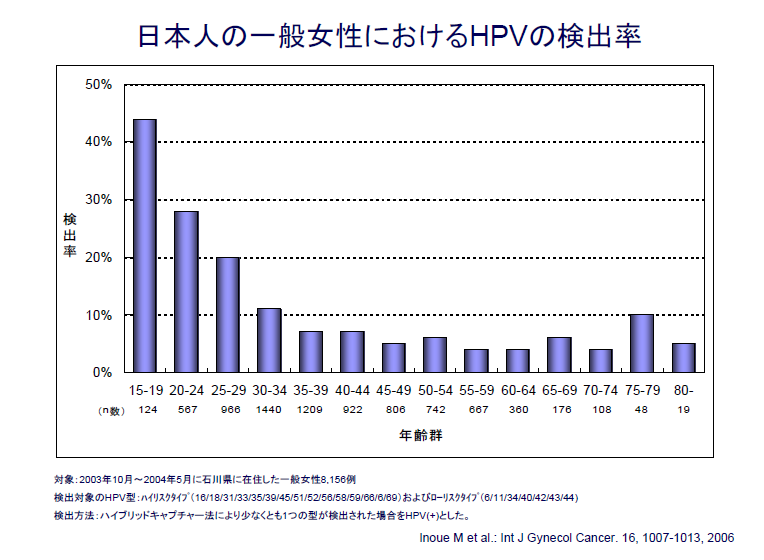 日本人の一般女性におけるHPVの検出率
50%
40%
30%
20%
10%
0%
検出率
15-19 20-24 25-29 30-34 35-39 40-44 45-49 50-54 55-59 60-64 65-69 70-74 75-79 80-
(n数) 124 567 966 1440 1209 922 806 742 667 360 176 108 48 19
年齢群
対象：2003年10月～2004年5月に石川県に在住した一般女性8,156例
検出対象のHPV型：ﾊｲﾘｽｸﾀｲﾌﾟ(16/18/31/33/35/39/45/51/52/56/58/59/66/6/69)およびﾛｰﾘｽｸﾀｲﾌﾟ(6/11/34/40/42/43/44)
検出方法：ハイブリッドキャプチャー法により少なくとも1つの型が検出された場合をHPV(+)とした。
Inoue M et al.: Int J Gynecol Cancer. 16, 1007-1013, 2006